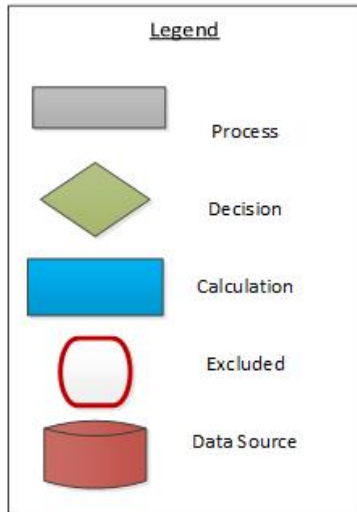 Legend
Process
Decision
Calculation
Excluded
Data Source